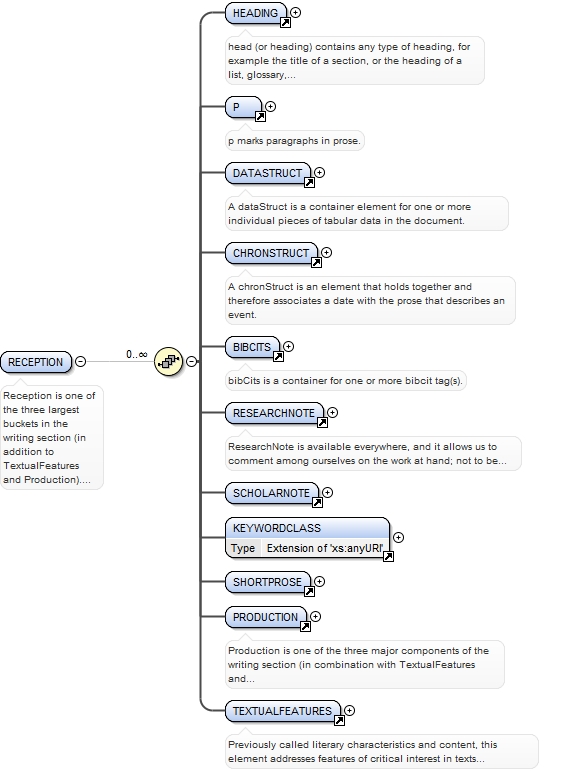 HEADING
head (or heading) contains any type of heading, for
example the title of a section, or the heading of a
list, glossary,...
P
p marks paragraphs in prose.
DATASTRUCT
A dataStruct is a container element for one or more
individual pieces of tabular data in the document.
CHRONSTRUCT
A chronStruct is an element that holds together and
therefore associates a date with the prose that describes an
event.
BIBCITS
bibCits is a container for one or more bibcit tag(s).
0..∞
RECEPTION
Reception is one of
the three largest
buckets in the
writing section (in
addition to
TextualFeatures
and Production)....
RESEARCHNOTE
ResearchNote is available everywhere, and it allows us to
comment among ourselves on the work at hand; not to be...
SCHOLARNOTE
KEYWORDCLASS
Type Extension of 'xs:anyURI'
SHORTPROSE
PRODUCTION
Production is one of the three major components of the
writing section (in combination with TextualFeatures
and...
TEXTUALFEATURES
Previously called literary characteristics and content, this
element addresses features of critical interest in texts...